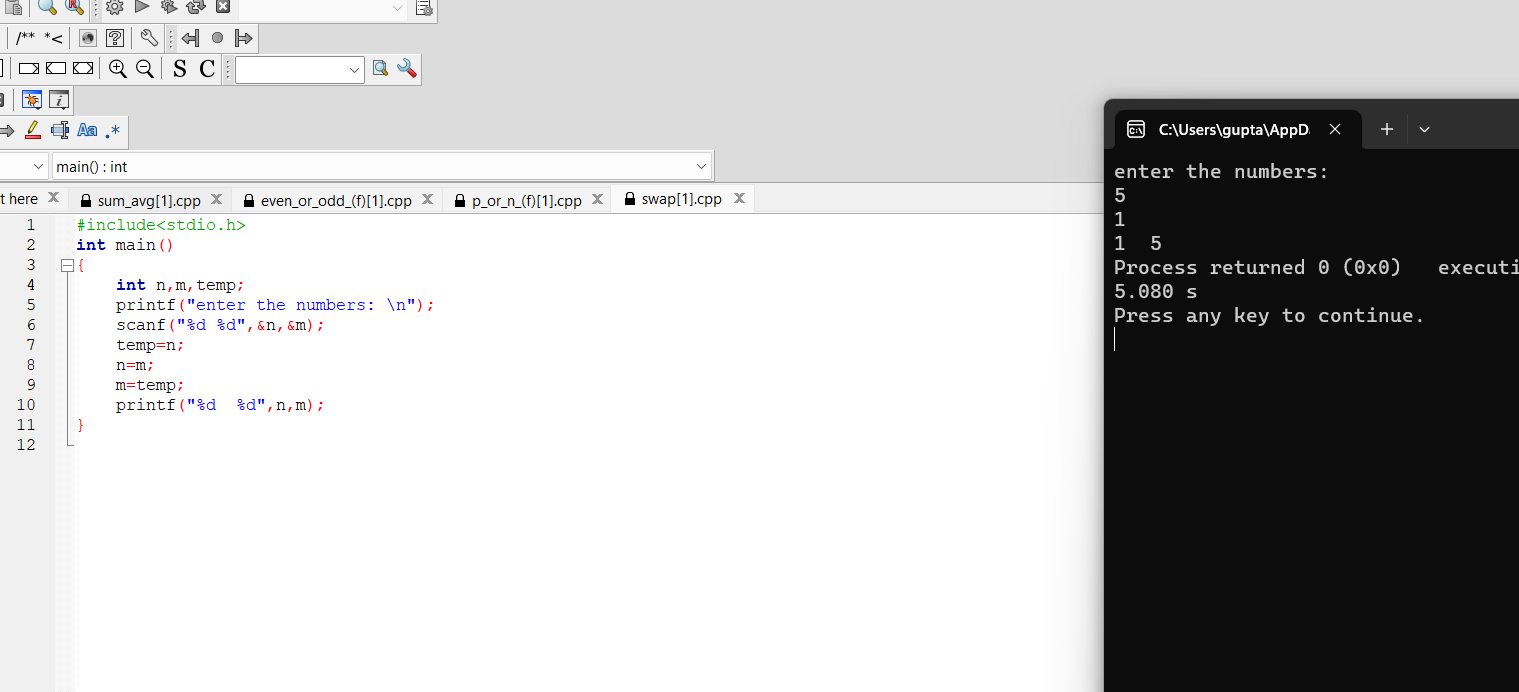 /** *<
S C
Aa .*
main() : int
t here
sum_avg[1].cpp
even_or_odd_(f)[1].cpp
p_or_n_(f)[1].cpp
swap[1].cpp
1 #include<stdio.h>
2 int main()
3 {
4 int n,m,temp;
5 printf("enter the numbers: \n");
6 scanf("%d %d",&n,&m);
7 temp=n;
8 n=m;
9 m=temp;
10 printf("%d  %d",n,m);
11 }
12
C:\Users\gupta\AppD
enter the numbers:
5
1
1  5
Process returned 0 (0x0)   executi
5.080 s
Press any key to continue.